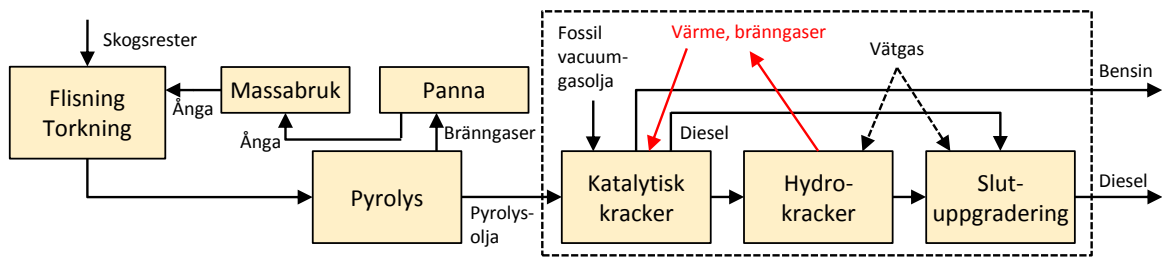 Skogsrester
Flisning
Torkning
Ånga
Massabruk
Ånga
Panna
Bränngaser
Pyrolys
Pyrolys-
olja
Fossil
vacuum-
gasolja
Värme, bränngaser
Vätgas
Bensin
Diesel
Katalytisk
kracker
Hydro-
kracker
Slut-
uppgradering
Diesel